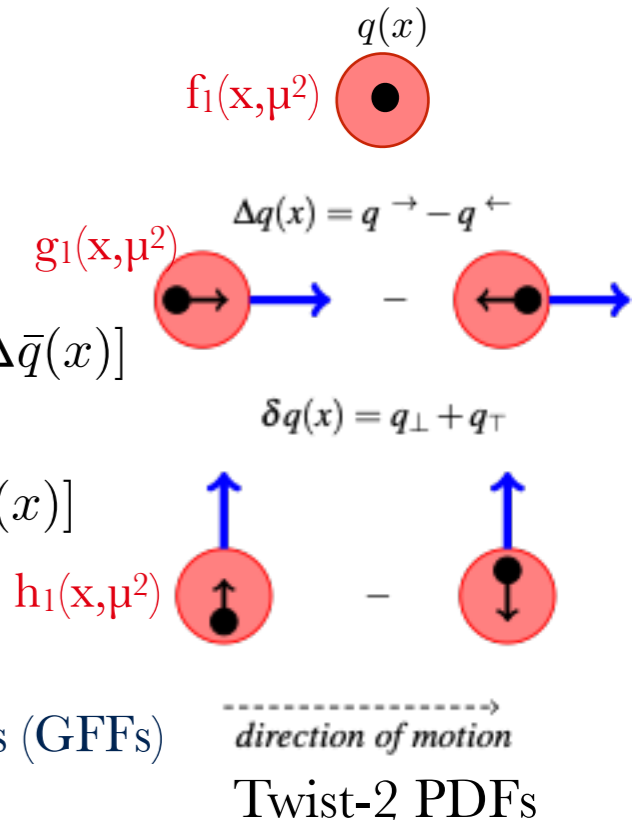 q(x)
f₁(x,μ²)
Δq(x) = q → − q ←
g₁(x,μ²)
−
Δq̄(x)]
δq(x) = q⊥ + q⊤
(x)]
h₁(x,μ²)
−
s (GFFs)
direction of motion
Twist-2 PDFs